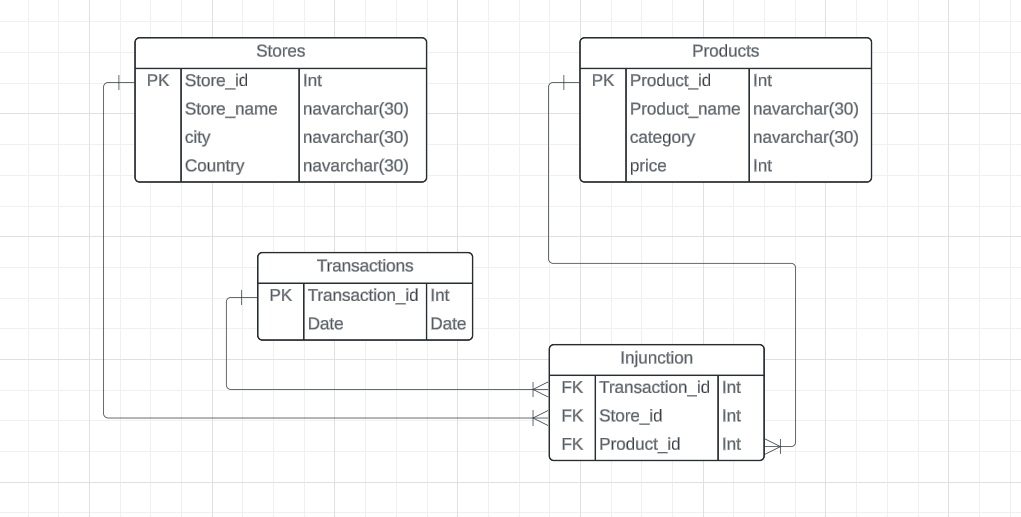 Stores
PK Store_id Int
Store_name navarchar(30)
city navarchar(30)
Country navarchar(30)
Products
PK Product_id Int
Product_name navarchar(30)
category navarchar(30)
price Int
Transactions
PK Transaction_id Int
Date Date
Injunction
FK Transaction_id Int
FK Store_id Int
FK Product_id Int